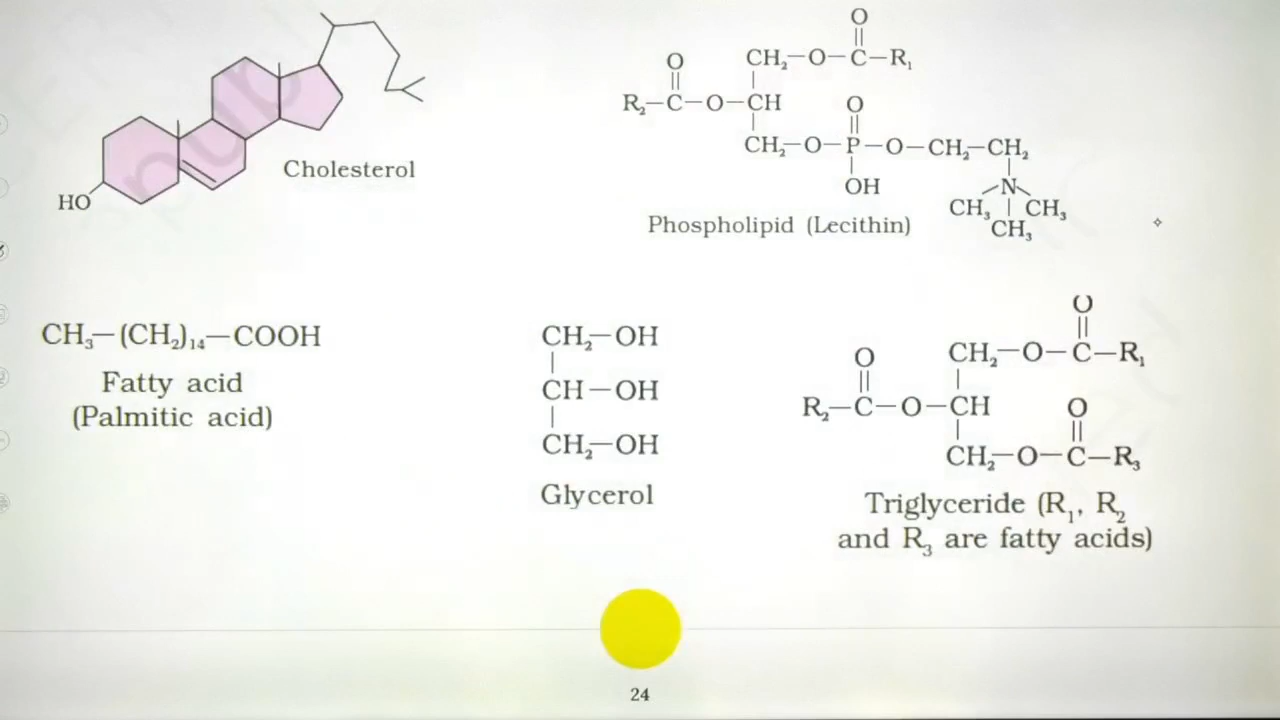 HO
Cholesterol
O
||
CH₂—O—C—R₁
O
||
R₂—C—O—CH
O
||
CH₂—O—P—O—CH₂—CH₂
OH
N
CH₃ | CH₃
CH₃
Phospholipid (Lecithin)
CH₃—(CH₂)₁₄—COOH
Fatty acid
(Palmitic acid)
CH₂—OH
|
CH—OH
|
CH₂—OH
Glycerol
O
||
CH₂—O—C—R₁
O
||
R₂—C—O—CH
O
||
CH₂—O—C—R₃
Triglyceride (R₁, R₂
and R₃ are fatty acids)
24